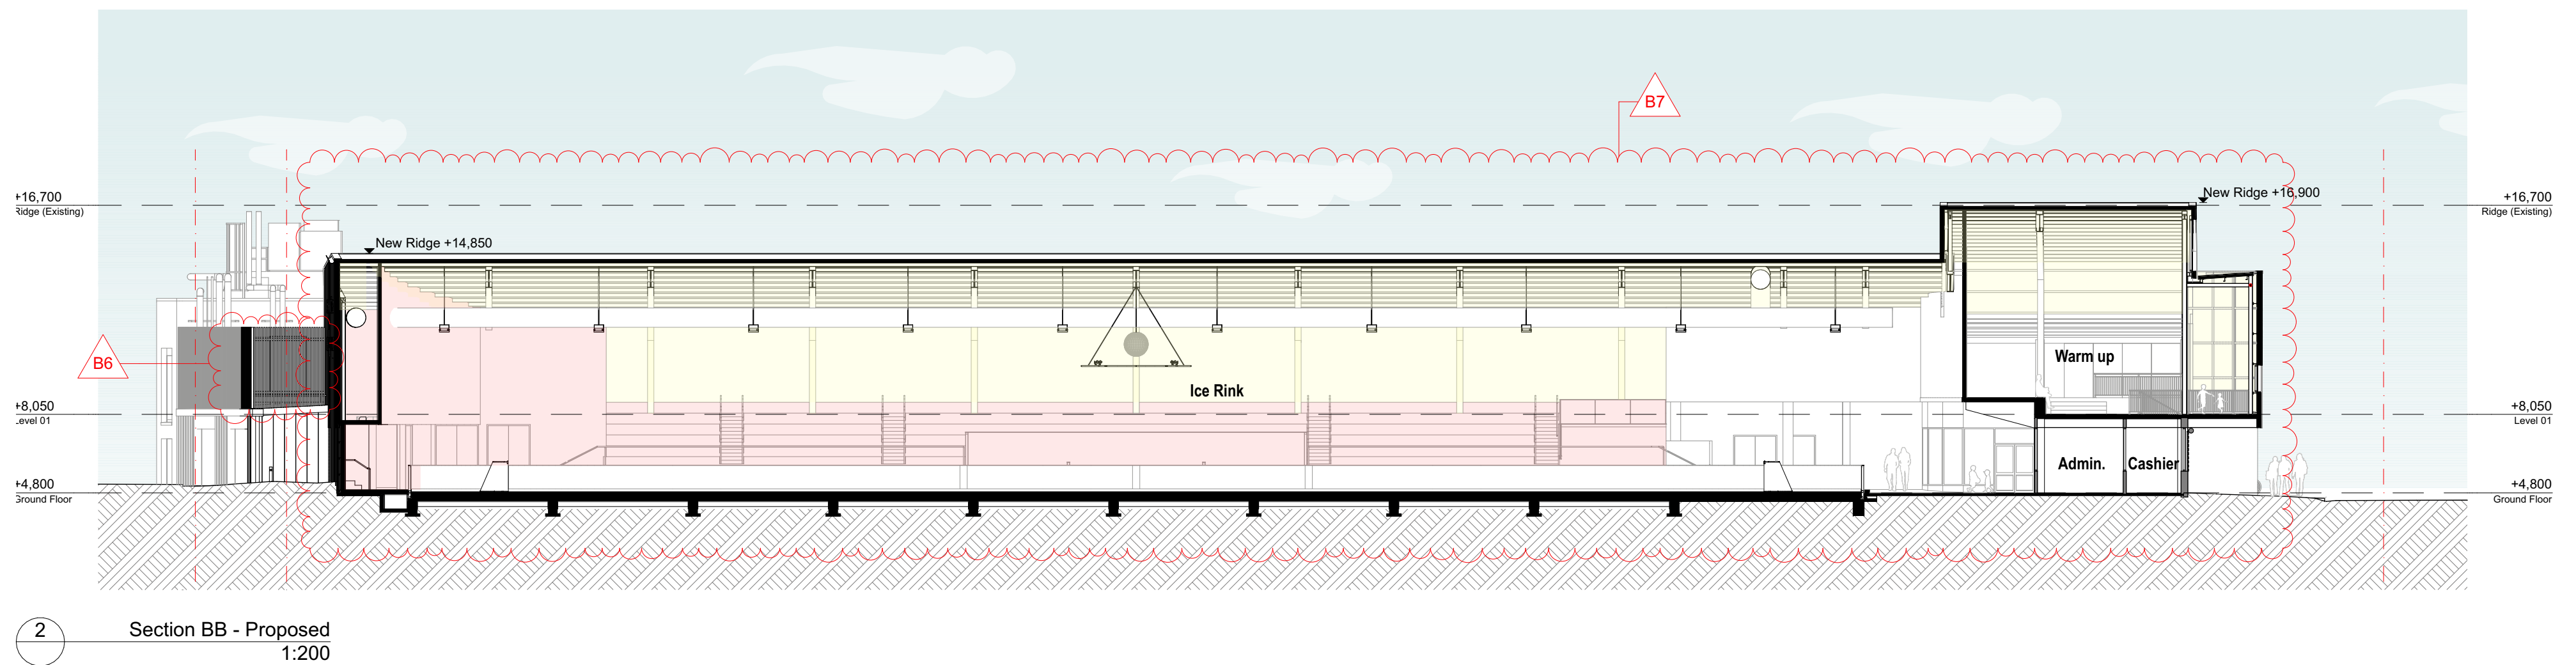 B7
+16,700
Ridge (Existing)
New Ridge +16,900
+16,700
Ridge (Existing)
New Ridge +14,850
B6
Warm up
Ice Rink
+8,050
Level 01
+8,050
Level 01
Admin.
Cashier
+4,800
Ground Floor
+4,800
Ground Floor
2
Section BB - Proposed
1:200